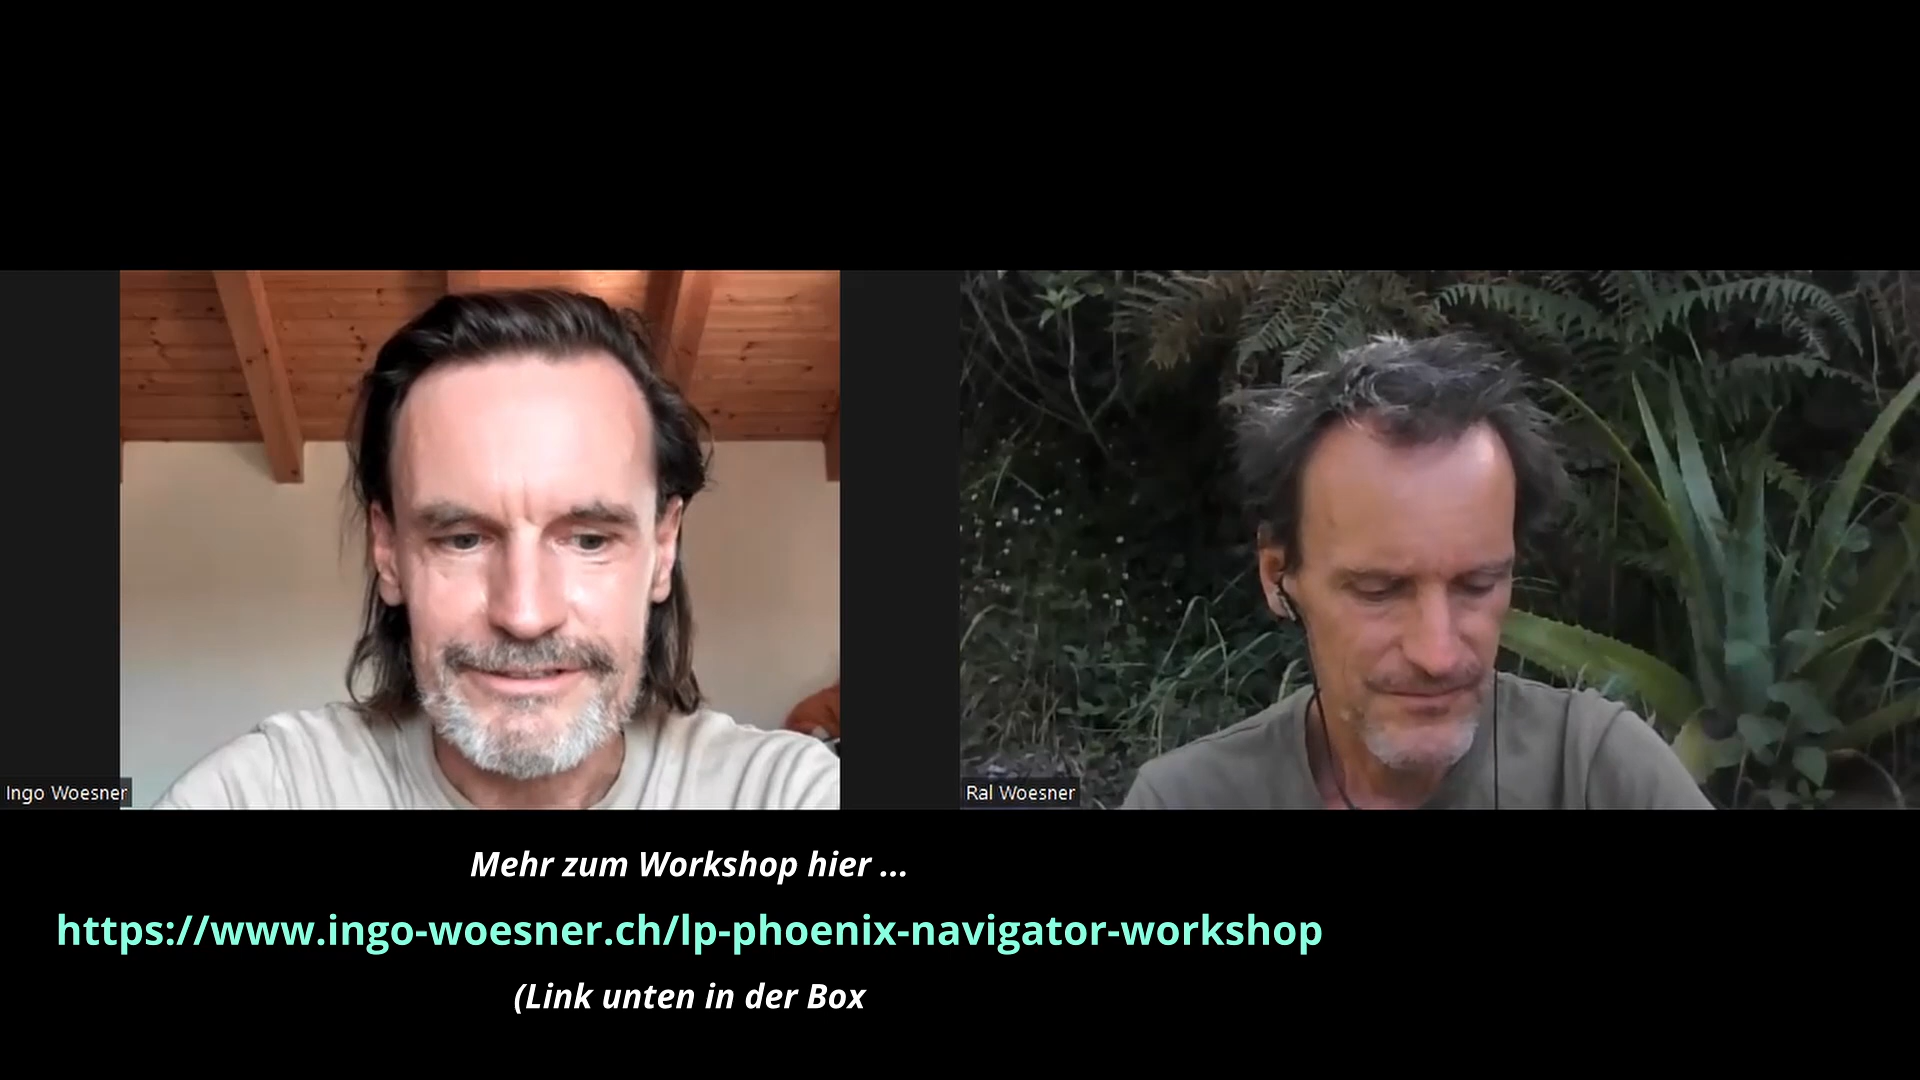 Ingo Woesner
Ral Woesner
Mehr zum Workshop hier ...
https://www.ingo-woesner.ch/lp-phoenix-navigator-workshop
(Link unten in der Box